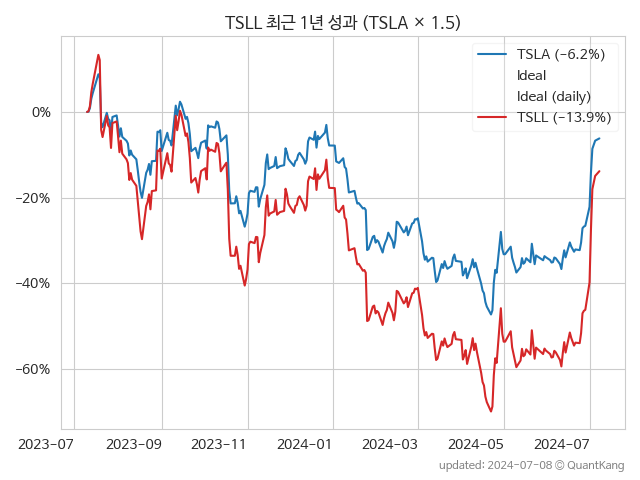 TSLL 최근 1년 성과 (TSLA × 1.5)
TSLA (−6.2%)
Ideal
Ideal (daily)
TSLL (−13.9%)
0%
−20%
−40%
−60%
2023-07
2023-09
2023-11
2024-01
2024-03
2024-05
2024-07
updated: 2024-07-08 © QuantKang